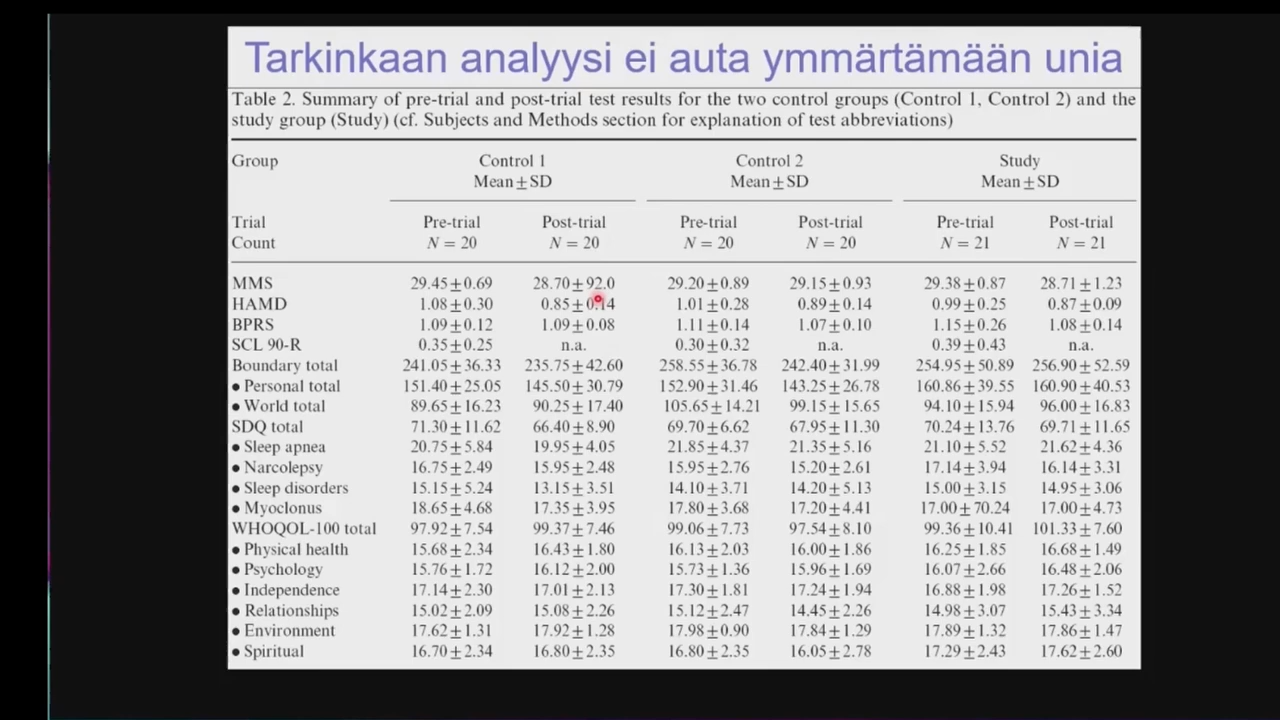 Tarkinkaan analyysi ei auta ymmärtämään unia
Table 2. Summary of pre-trial and post-trial test results for the two control groups (Control 1, Control 2) and the
study group (Study) (cf. Subjects and Methods section for explanation of test abbreviations)
Group Control 1 Control 2 Study
Mean±SD Mean±SD Mean±SD
Trial Pre-trial Post-trial Pre-trial Post-trial Pre-trial Post-trial
Count N = 20 N = 20 N = 20 N = 20 N = 21 N = 21
MMS 29.45±0.69 28.70±92.0 29.20±0.89 29.15±0.93 29.38±0.87 28.71±1.23
HAMD 1.08±0.30 0.85±0.14 1.01±0.28 0.89±0.14 0.99±0.25 0.87±0.09
BPRS 1.09±0.12 1.09±0.08 1.11±0.14 1.07±0.10 1.15±0.26 1.08±0.14
SCL 90-R 0.35±0.25 n.a. 0.30±0.32 n.a. 0.39±0.43 n.a.
Boundary total 241.05±36.33 235.75±42.60 258.55±36.78 242.40±31.99 254.95±50.89 256.90±52.59
• Personal total 151.40±25.05 145.50±30.79 152.90±31.46 143.25±26.78 160.86±39.55 160.90±40.53
• World total 89.65±16.23 90.25±17.40 105.65±14.21 99.15±15.65 94.10±15.94 96.00±16.83
SDQ total 71.30±11.62 66.40±8.90 69.70±6.62 67.95±11.30 70.24±13.76 69.71±11.65
• Sleep apnea 20.75±5.84 19.95±4.05 21.85±4.37 21.35±5.16 21.10±5.52 21.62±4.36
• Narcolepsy 16.75±2.49 15.95±2.48 15.95±2.76 15.20±2.61 17.14±3.94 16.14±3.31
• Sleep disorders 15.15±5.24 13.15±3.51 14.10±3.71 14.20±5.13 15.00±3.15 14.95±3.06
• Myoclonus 18.65±4.68 17.35±3.95 17.80±3.68 17.20±4.41 17.00±70.24 17.00±4.73
WHOQOL-100 total 97.92±7.54 99.37±7.46 99.06±7.73 97.54±8.10 99.36±10.41 101.33±7.60
• Physical health 15.68±2.34 16.43±1.80 16.13±2.03 16.00±1.86 16.25±1.85 16.68±1.49
• Psychology 15.76±1.72 16.12±2.00 15.73±1.36 15.96±1.69 16.07±2.66 16.48±2.06
• Independence 17.14±2.30 17.01±2.13 17.30±1.81 17.24±1.94 16.88±1.98 17.26±1.52
• Relationships 15.02±2.09 15.08±2.26 15.12±2.47 14.45±2.26 14.98±3.07 15.43±3.34
• Environment 17.62±1.31 17.92±1.28 17.98±0.90 17.84±1.29 17.89±1.32 17.86±1.47
• Spiritual 16.70±2.34 16.80±2.35 16.80±2.35 16.05±2.78 17.29±2.43 17.62±2.60